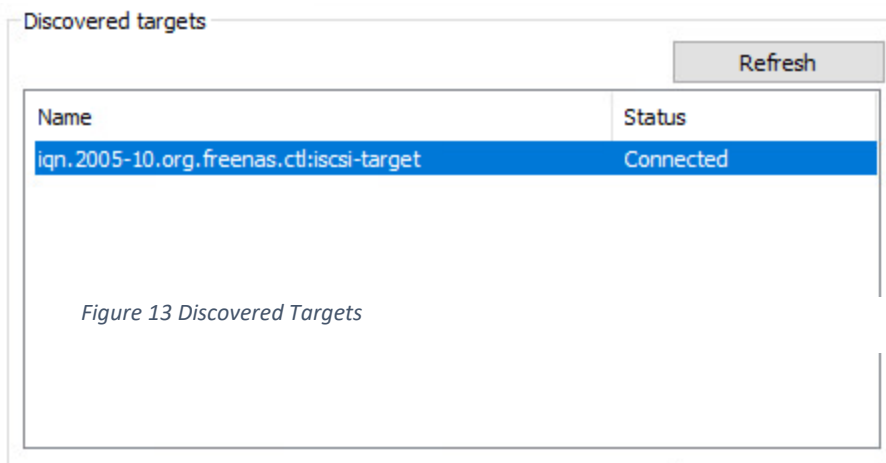 Discovered targets
Refresh
Name Status
iqn.2005-10.org.freenas.ctl:iscsi-target Connected
Figure 13 Discovered Targets